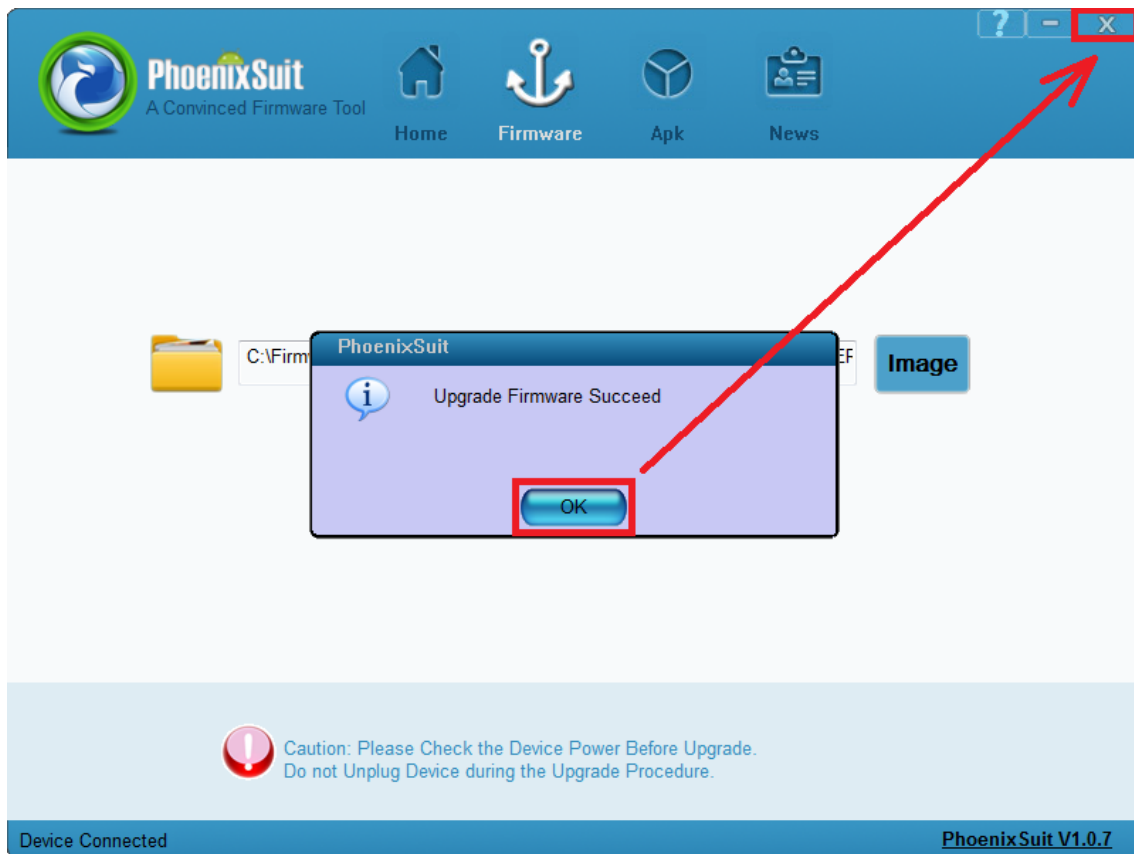 ? – X
PhoenixSuit
A Convinced Firmware Tool
Home Firmware Apk News
C:\Firm
PhoenixSuit
Image
Upgrade Firmware Succeed
OK
Caution: Please Check the Device Power Before Upgrade.
Do not Unplug Device during the Upgrade Procedure.
Device Connected
PhoenixSuit V1.0.7